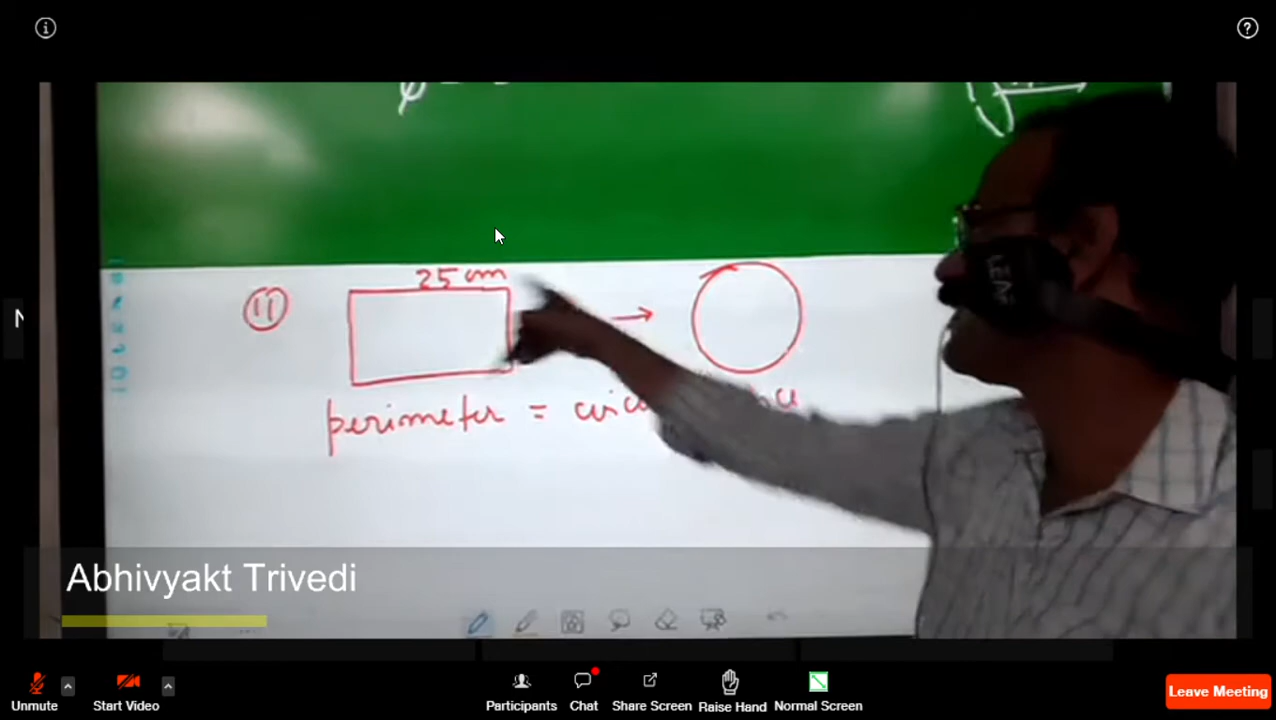 25 cm
11
perimeter =
Abhivyakt Trivedi
Unmute
Start Video
Participants
Chat
Share Screen
Raise Hand
Normal Screen
Leave Meeting